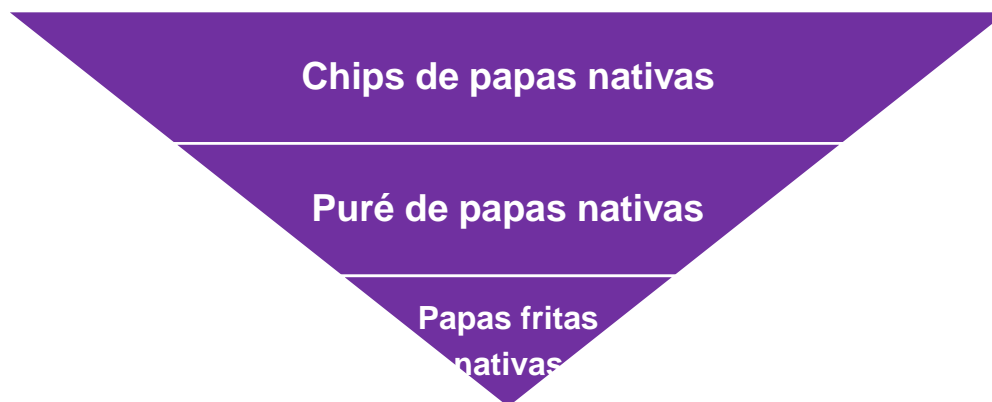 Chips de papas nativas
Puré de papas nativas
Papas fritas
nativas